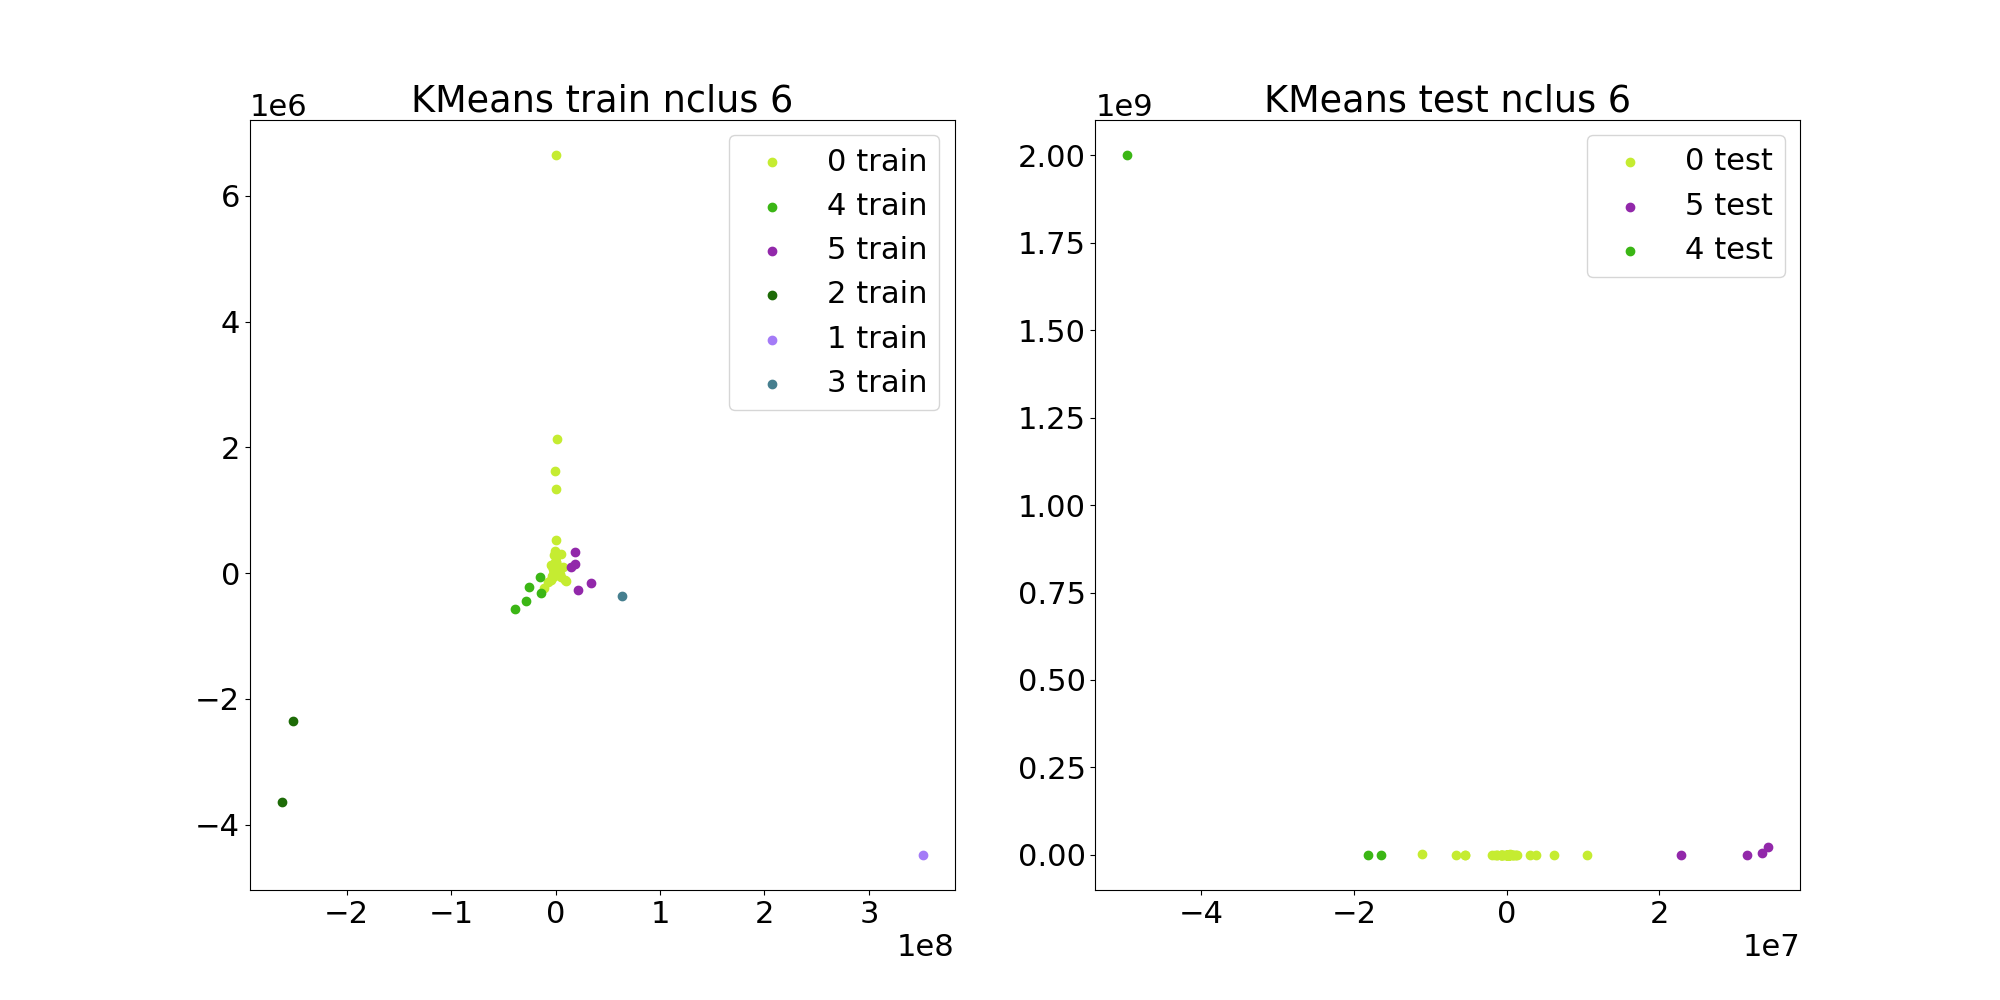 KMeans train nclus 6
1e6
0 train
4 train
5 train
2 train
1 train
3 train
6
4
2
0
−2
−4
−2 −1 0 1 2 3
1e8
KMeans test nclus 6
1e9
0 test
5 test
4 test
2.00
1.75
1.50
1.25
1.00
0.75
0.50
0.25
0.00
−4 −2 0 2
1e7